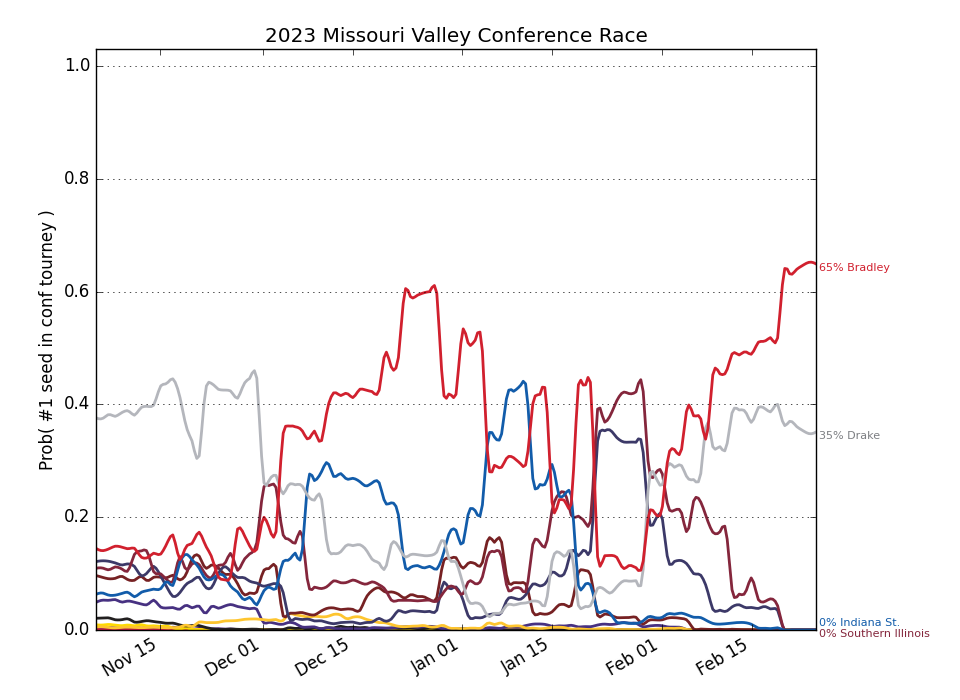 2023 Missouri Valley Conference Race
Prob( #1 seed in conf tourney )
1.0
0.8
0.6
0.4
0.2
0.0
65% Bradley
35% Drake
0% Indiana St.
0% Southern Illinois
Nov 15
Dec 01
Dec 15
Jan 01
Jan 15
Feb 01
Feb 15